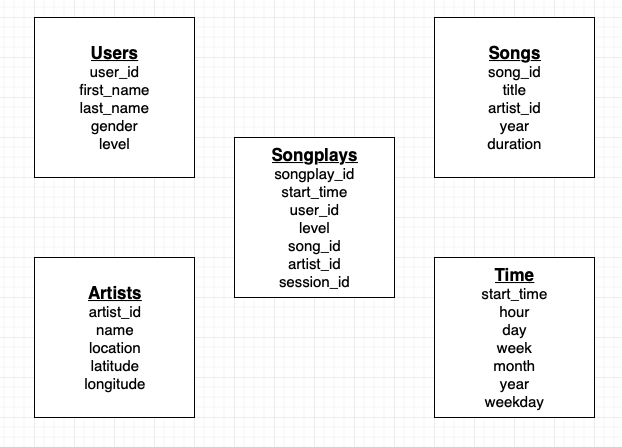 Users
user_id
first_name
last_name
gender
level
Songs
song_id
title
artist_id
year
duration
Songplays
songplay_id
start_time
user_id
level
song_id
artist_id
session_id
Artists
artist_id
name
location
latitude
longitude
Time
start_time
hour
day
week
month
year
weekday